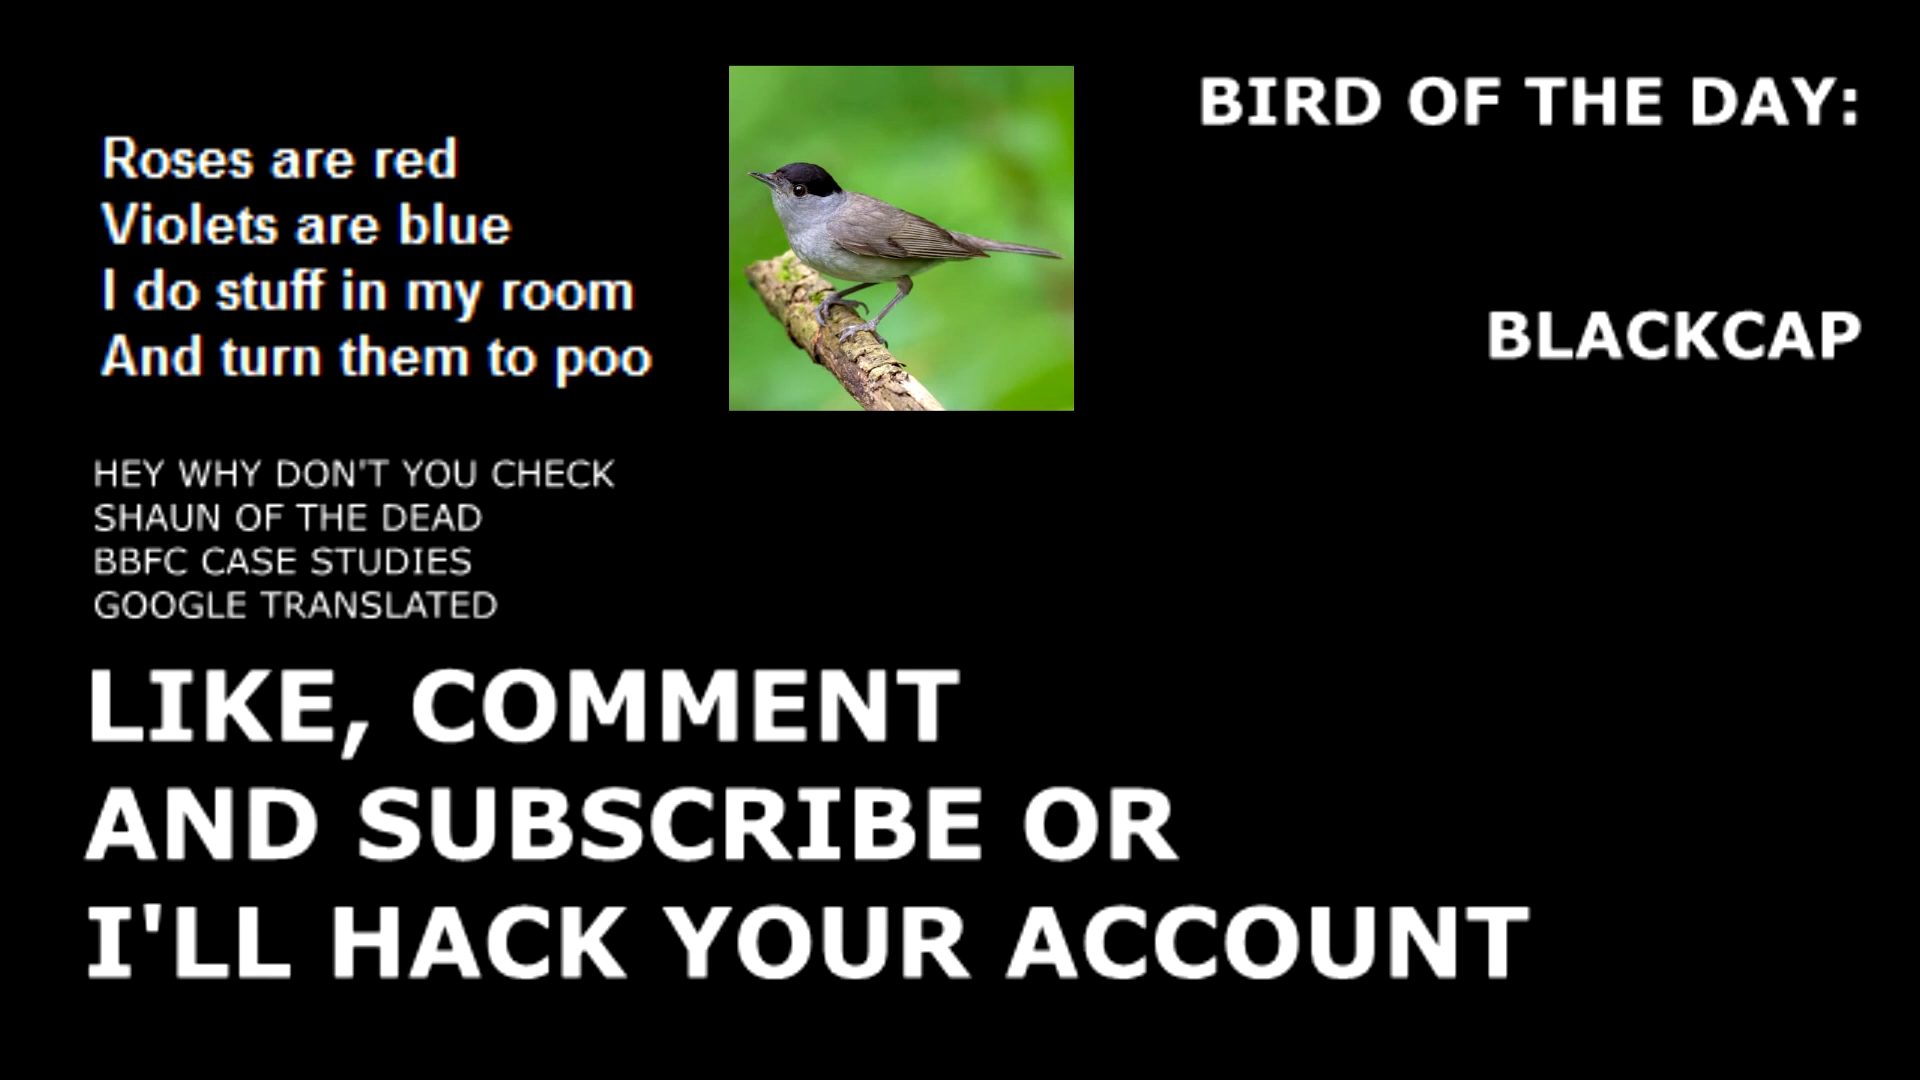 Roses are red
Violets are blue
I do stuff in my room
And turn them to poo
BIRD OF THE DAY:
BLACKCAP
HEY WHY DON'T YOU CHECK
SHAUN OF THE DEAD
BBFC CASE STUDIES
GOOGLE TRANSLATED
LIKE, COMMENT
AND SUBSCRIBE OR
I'LL HACK YOUR ACCOUNT